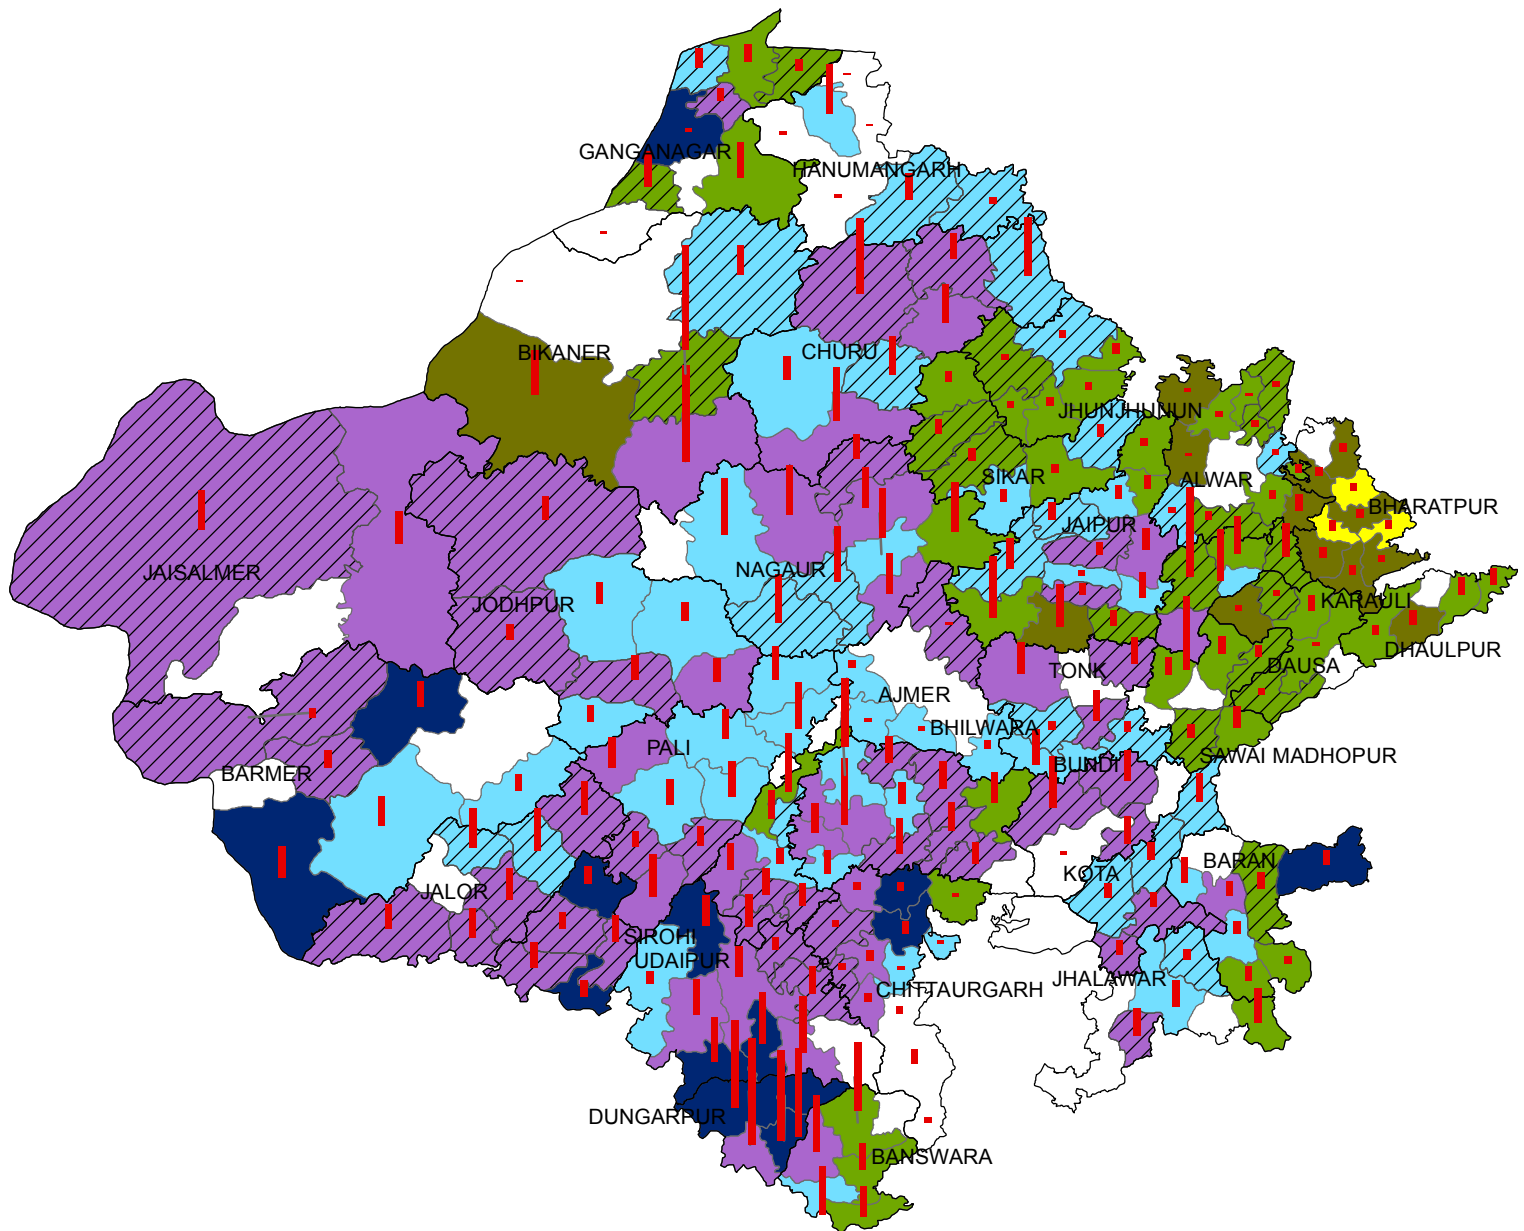 GANGANAGAR
HANUMANGARH
BIKANER
CHURU
JHUNJHUNUN
SIKAR
ALWAR
BHARATPUR
JAIPUR
JAISALMER
NAGAUR
JODHPUR
KARAULI
DHAULPUR
DAUSA
TONK
AJMER
BHILWARA
PALI
BUNDI
SAWAI MADHOPUR
BARMER
KOTA
BARAN
JALOR
SIROHI
UDAIPUR
JHALAWAR
CHITTAURGARH
DUNGARPUR
BANSWARA